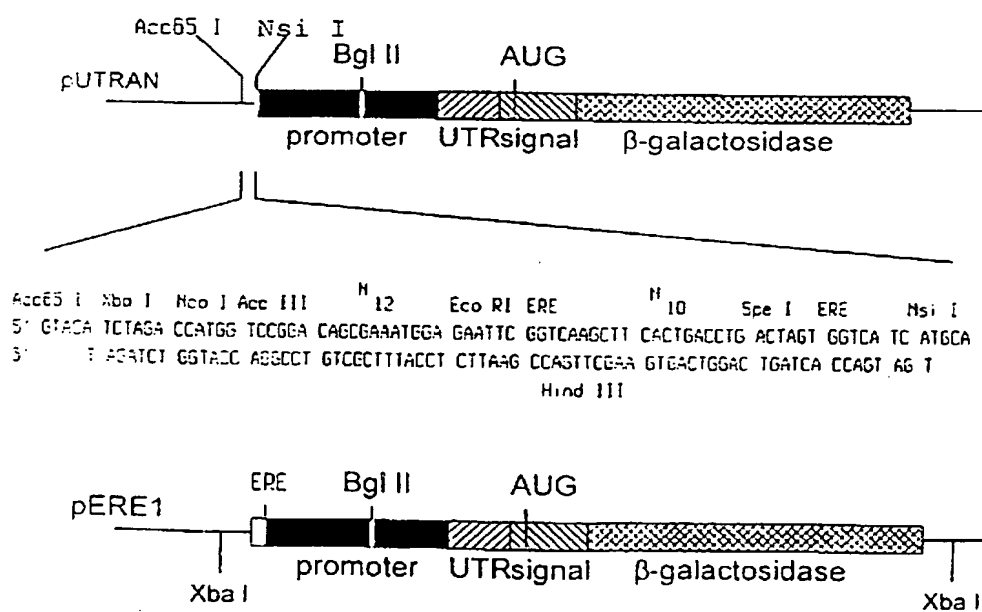 Acc65 I Nsi I
Bgl II AUG
pUTRAN
promoter UTR signal β-galactosidase
Acc65 I Xba I Nco I Acc III N12 Eco RI ERE N10 Spe I ERE Nsi I
5' GTACA TCTAGA CCATGG TCCGGA CAGCGAAATGGA GAATTC GGTCAAGCTT CACTGACCTG ACTAGT GGTCA TC ATGCA
T AGATCT GGTACC AGGCCT GTCGCTTTACCT CTTAAG CCAGTTCGAA GTGACTGGAC TGATCA CCAGT AG T
Hind III
ERE Bgl II AUG
pERE1
promoter UTR signal β-galactosidase
Xba I Xba I